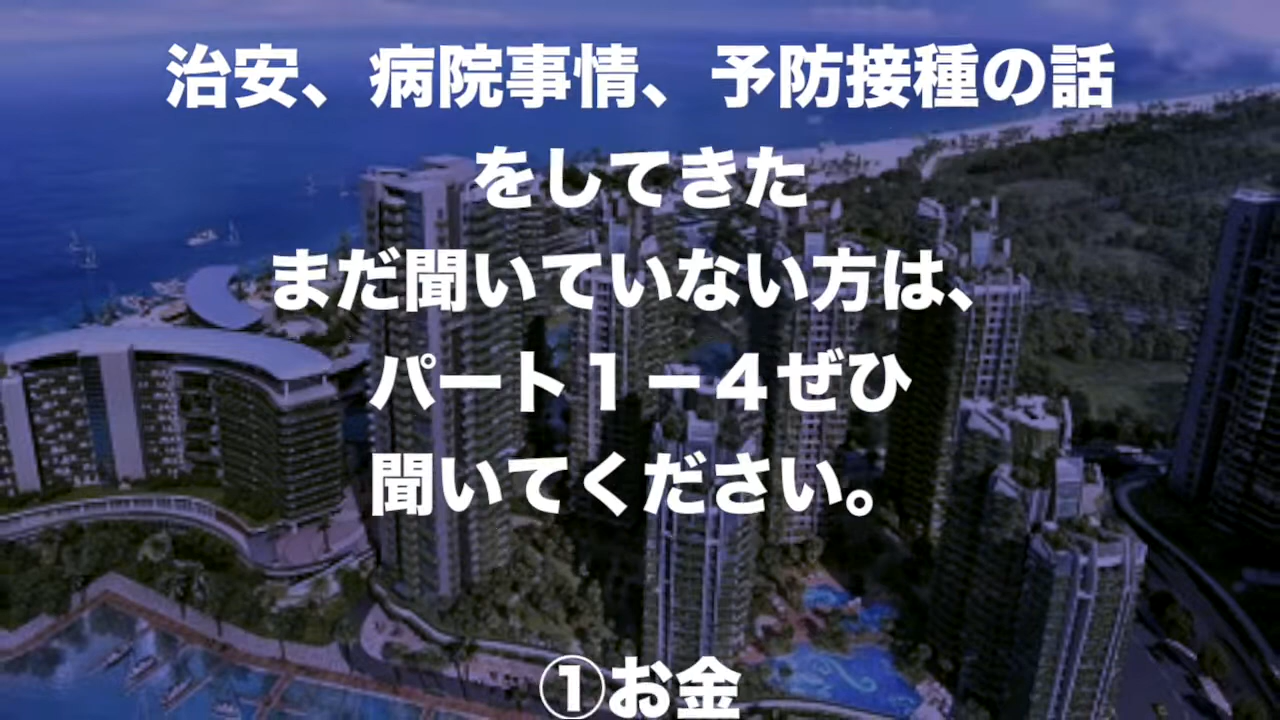 治安、病院事情、予防接種の話
をしてきた
まだ聞いていない方は、
パート１－４ぜひ
聞いてください。
①お金